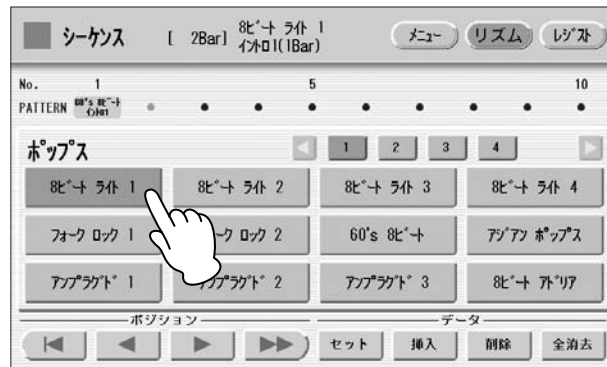 シーケンス [ 2Bar] 8ビート ライト 1 イントロ1(1Bar) メニュー リズム レジスト
No. 1 5 10
PATTERN 60's 8ビート イントロ1
ポップス 1 2 3 4
8ビート ライト 1 8ビート ライト 2 8ビート ライト 3 8ビート ライト 4
フォーク ロック 1 ーク ロック 2 60's 8ビート アジアン ポップス
アンプラグド 1 アンプラグド 2 アンプラグド 3 8ビート アドリア
ポジション データ
セット 挿入 削除 全消去